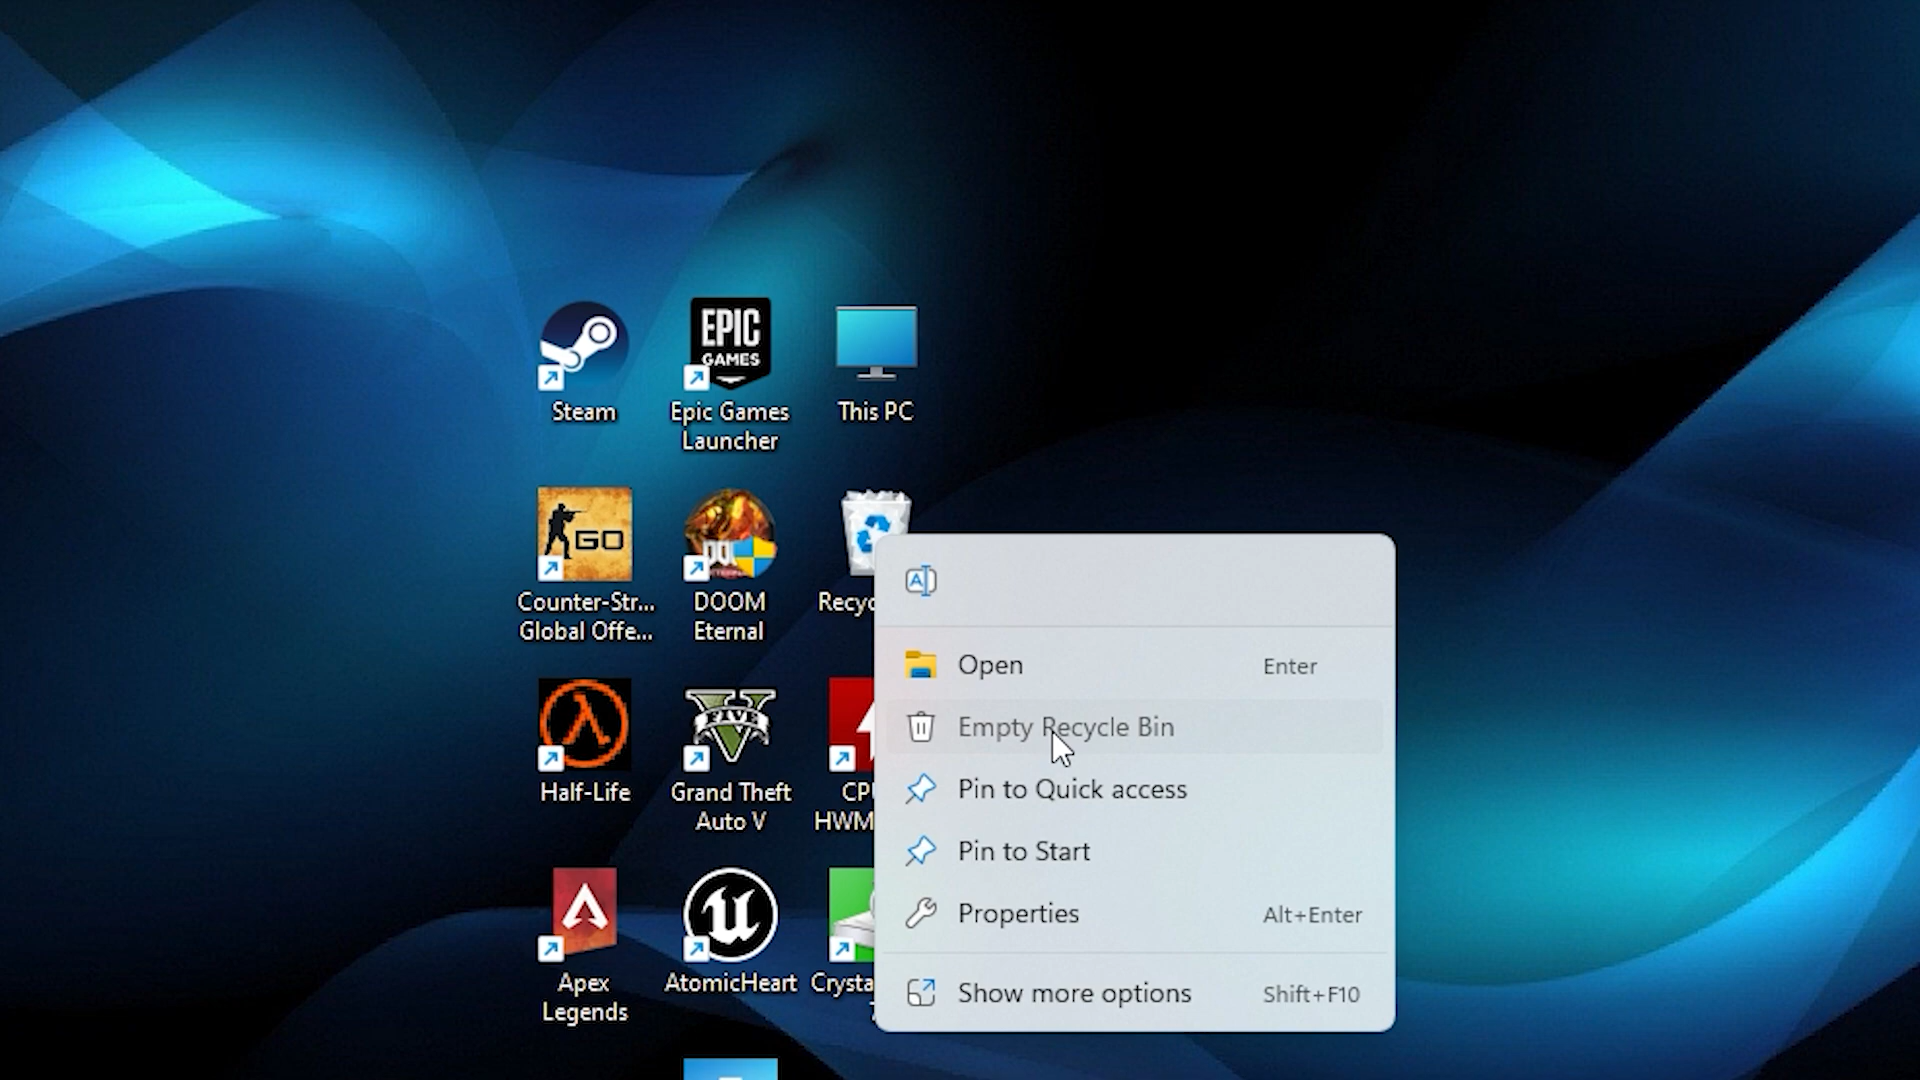 EPIC
GAMES
Steam
Epic Games
Launcher
This PC
GO
Counter-Str...
Global Offe...
DOOM
Eternal
FIVE
Half-Life
Grand Theft
Auto V
Apex
Legends
AtomicHeart
A
Open Enter
Empty Recycle Bin
Pin to Quick access
Pin to Start
Properties Alt+Enter
Show more options Shift+F10